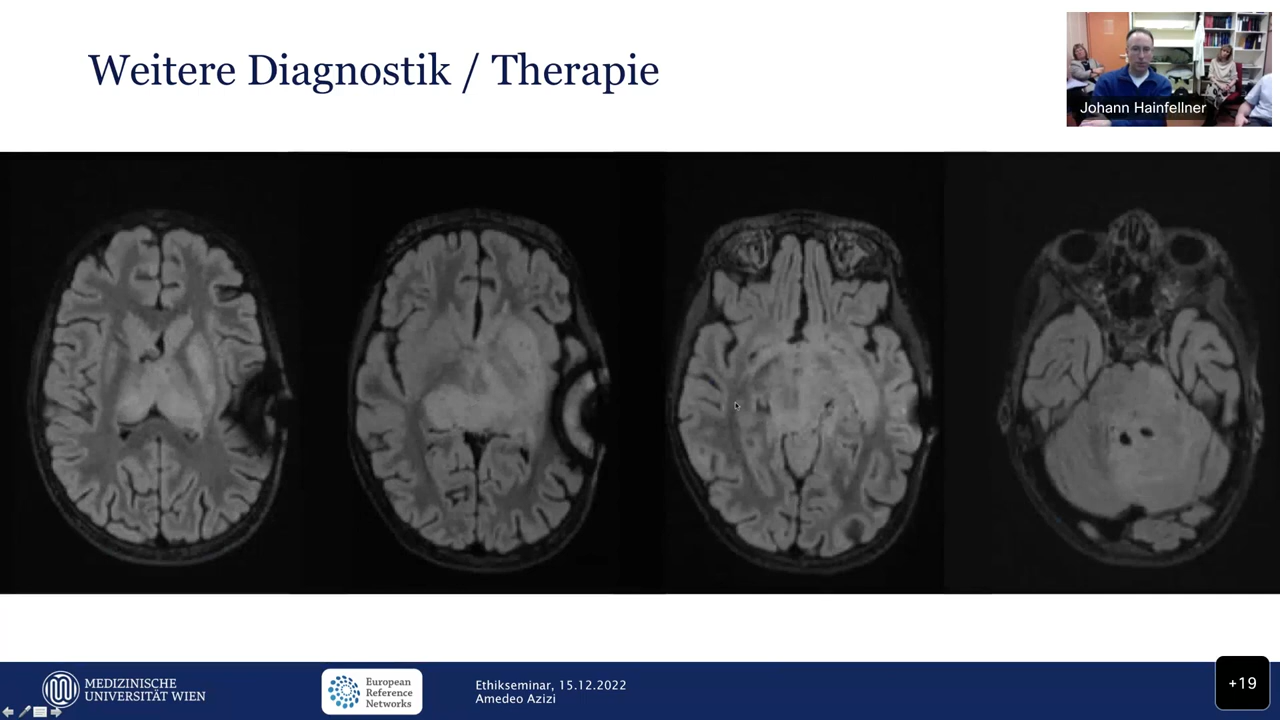 Weitere Diagnostik / Therapie
Johann Hainfellner
MEDIZINISCHE
UNIVERSITÄT WIEN
European
Reference
Networks
Ethikseminar, 15.12.2022
Amedeo Azizi
+19